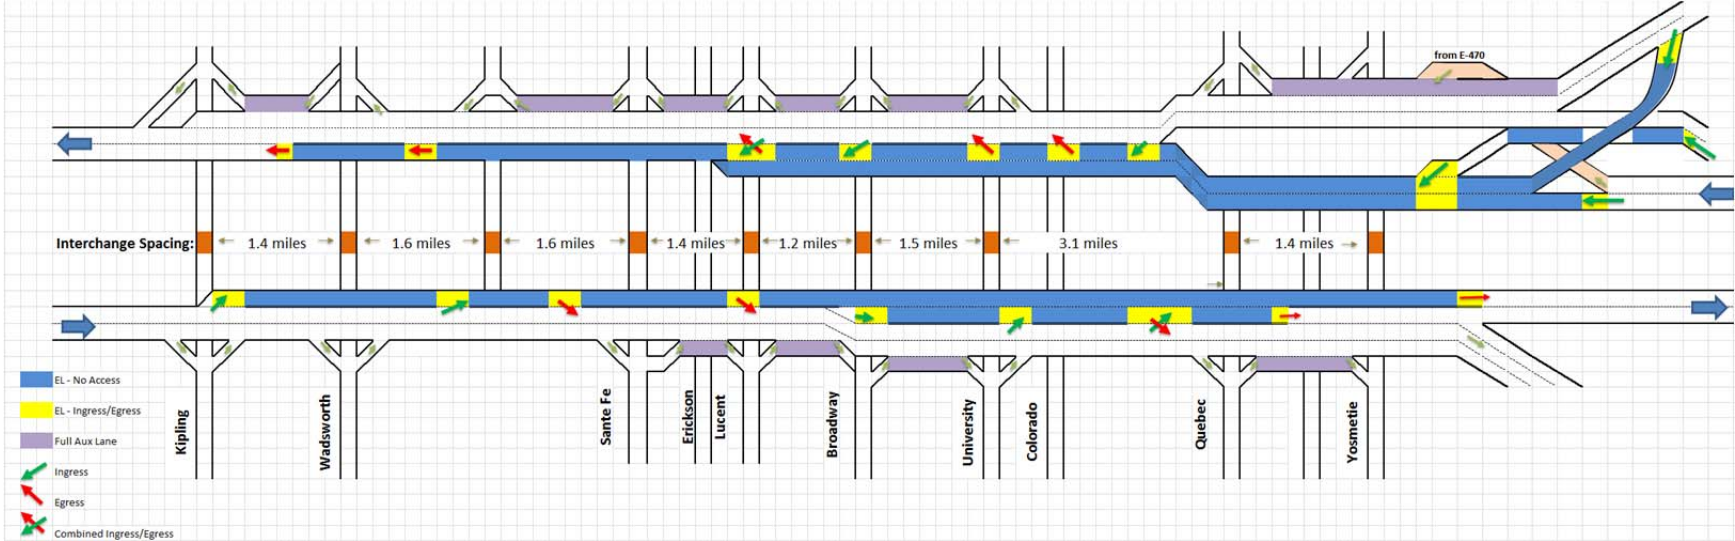 from E-470
Interchange Spacing:
1.4 miles
1.6 miles
1.6 miles
1.4 miles
1.2 miles
1.5 miles
3.1 miles
1.4 miles
EL - No Access
EL - Ingress/Egress
Full Aux Lane
Ingress
Egress
Combined Ingress/Egress
Kipling
Wadsworth
Sante Fe
Erickson
Lucent
Broadway
University
Colorado
Quebec
Yosmetie